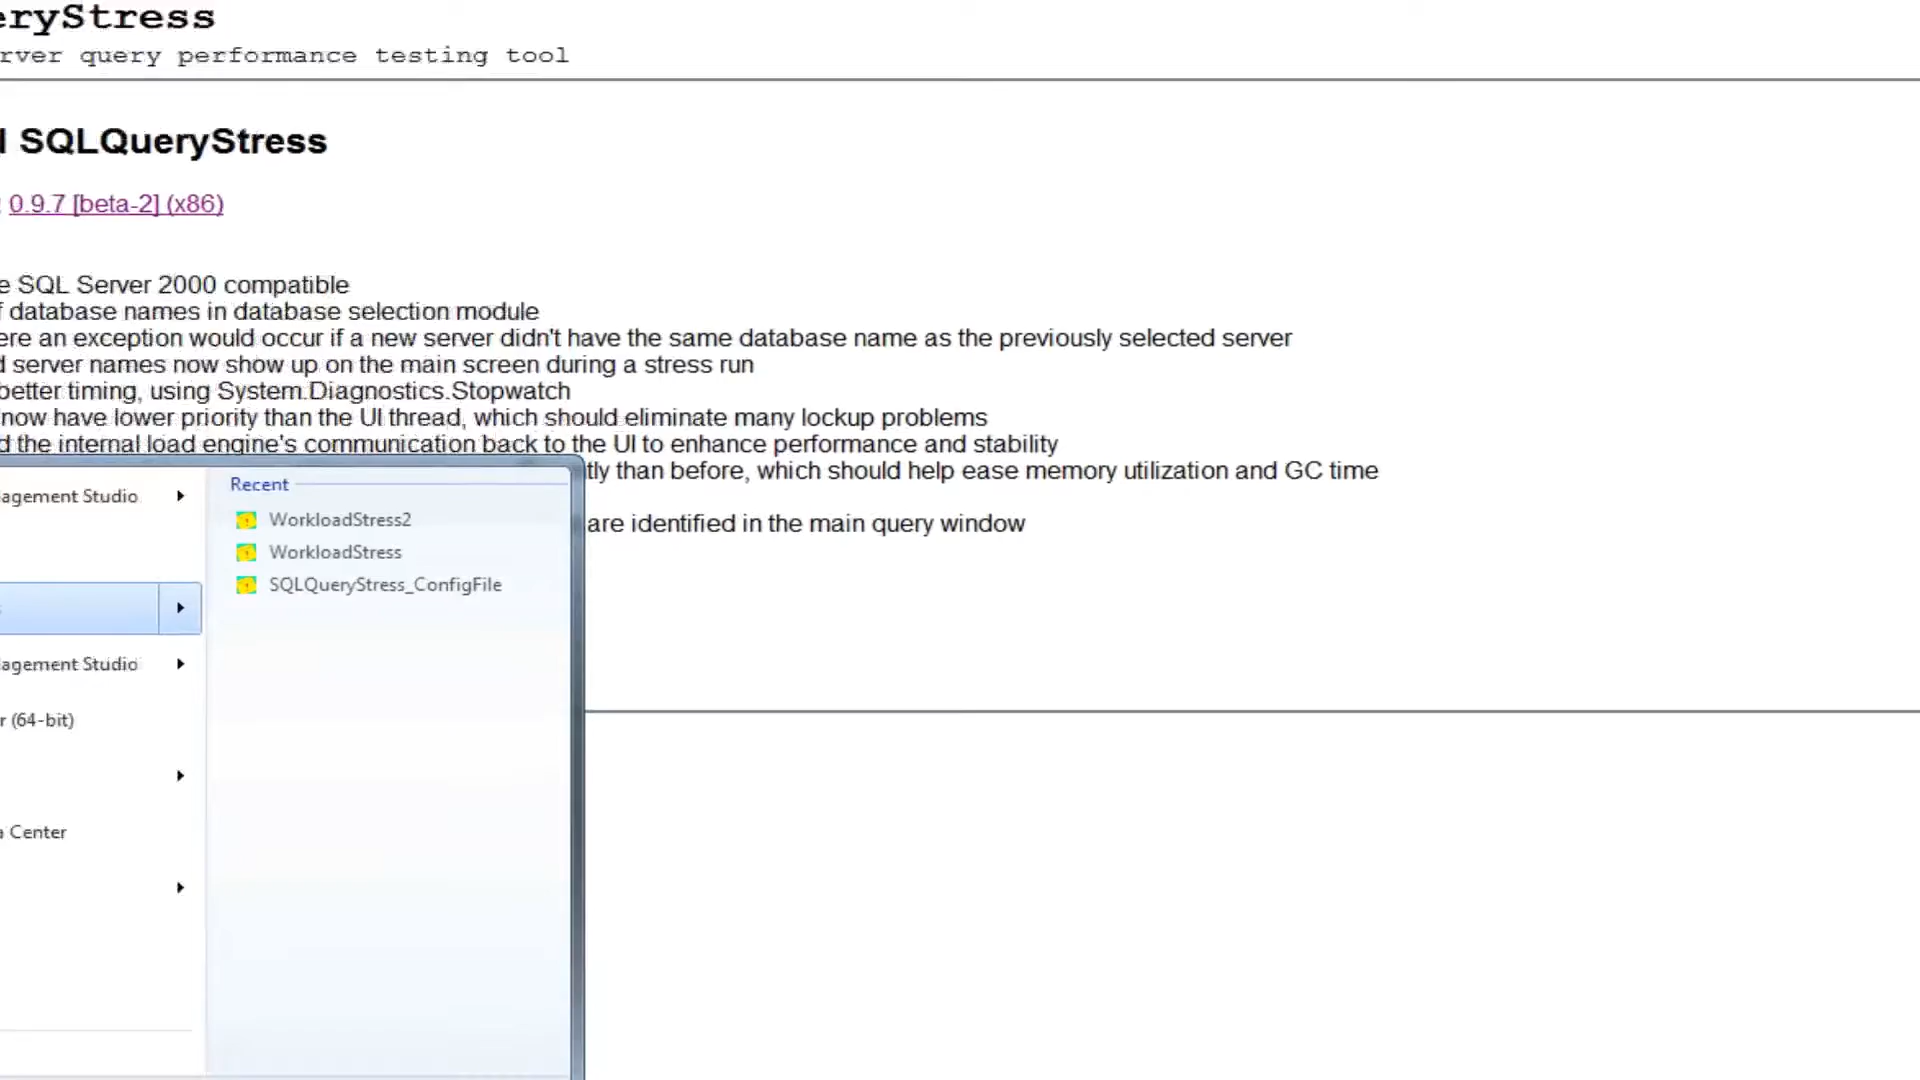 eryStress
rver query performance testing tool
SQLQueryStress
0.9.7 [beta-2] (x86)
e SQL Server 2000 compatible
f database names in database selection module
ere an exception would occur if a new server didn't have the same database name as the previously selected server
d server names now show up on the main screen during a stress run
better timing, using System.Diagnostics.Stopwatch
now have lower priority than the UI thread, which should eliminate many lockup problems
d the internal load engine's communication back to the UI to enhance performance and stability
tly than before, which should help ease memory utilization and GC time
are identified in the main query window
Recent
WorkloadStress2
WorkloadStress
SQLQueryStress_ConfigFile
agement Studio
agement Studio
r (64-bit)
a Center